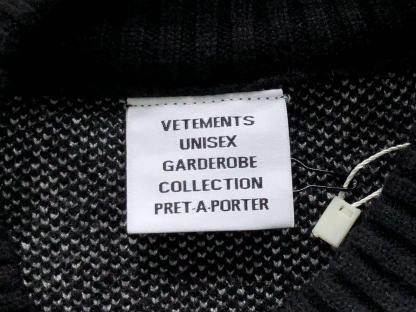 VETEMENTS
UNISEX
GARDEROBE
COLLECTION
PRET-A-PORTER